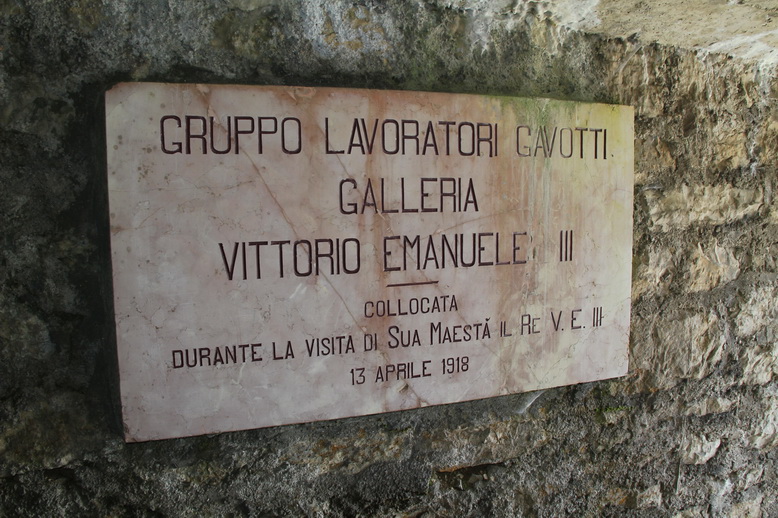 GRUPPO LAVORATORI GAVOTTI.
GALLERIA
VITTORIO EMANUELE III
COLLOCATA
DURANTE LA VISITA DI SUA MAESTÀ IL RE V. E. III
13 APRILE 1918